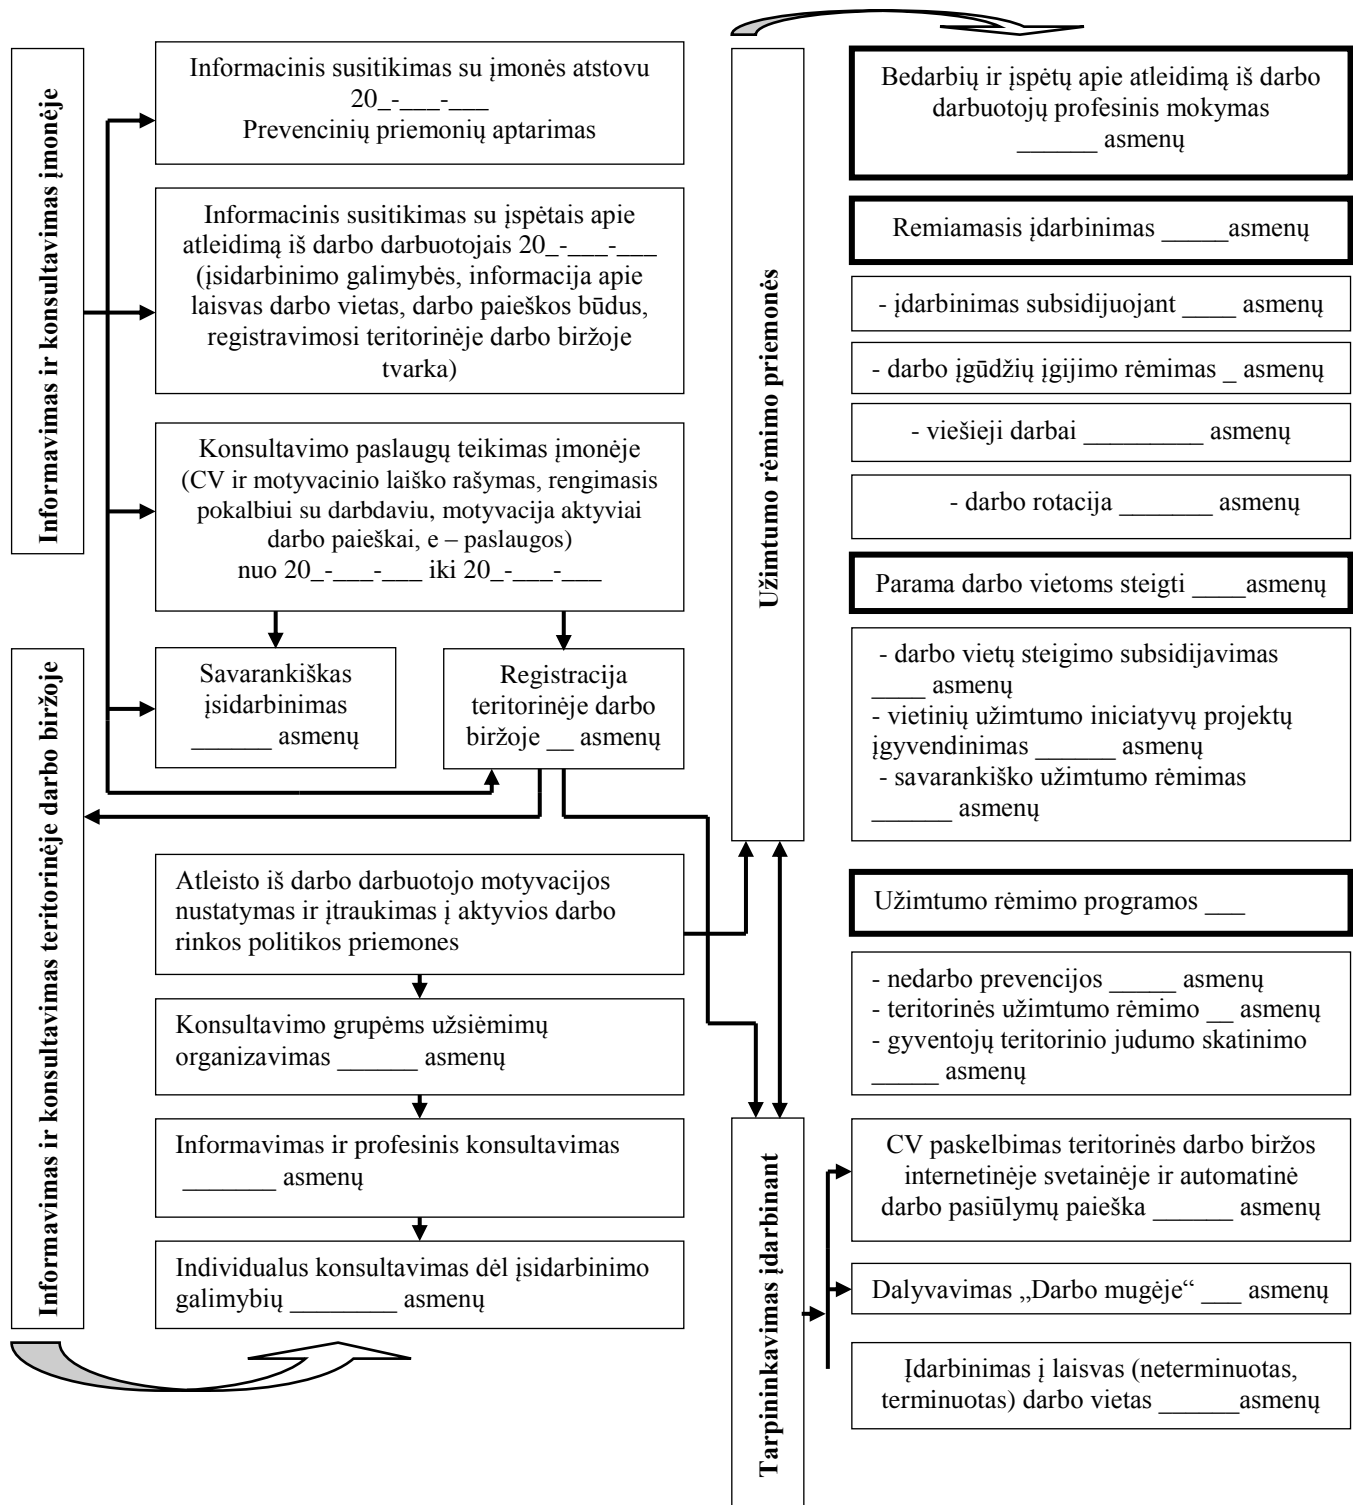 Informavimas ir konsultavimas įmonėje
Informacinis susitikimas su įmonės atstovu
20_-___-___
Prevencinių priemonių aptarimas
Informacinis susitikimas su įspėtais apie
atleidimą iš darbo darbuotojais 20_-___-___
(įsidarbinimo galimybės, informacija apie
laisvas darbo vietas, darbo paieškos būdus,
registravimosi teritorinėje darbo biržoje
tvarka)
Konsultavimo paslaugų teikimas įmonėje
(CV ir motyvacinio laiško rašymas, rengimasis
pokalbiui su darbdaviu, motyvacija aktyviai
darbo paieškai, e – paslaugos)
nuo 20_-___-___ iki 20_-___-___
Savarankiškas
įsidarbinimas
______ asmenų
Registracija
teritorinėje darbo
biržoje __ asmenų
Informavimas ir konsultavimas teritorinėje darbo biržoje
Atleisto iš darbo darbuotojo motyvacijos
nustatymas ir įtraukimas į aktyvios darbo
rinkos politikos priemones
Konsultavimo grupėms užsiėmimų
organizavimas ______ asmenų
Informavimas ir profesinis konsultavimas
_______ asmenų
Individualus konsultavimas dėl įsidarbinimo
galimybių ________ asmenų
Užimtumo rėmimo priemonės
Bedarbių ir įspėtų apie atleidimą iš darbo
darbuotojų profesinis mokymas
______ asmenų
Remiamasis įdarbinimas _____asmenų
- įdarbinimas subsidijuojant ____ asmenų
- darbo įgūdžių įgijimo rėmimas _ asmenų
- viešieji darbai _________ asmenų
- darbo rotacija _______ asmenų
Parama darbo vietoms steigti ____asmenų
- darbo vietų steigimo subsidijavimas
____ asmenų
- vietinių užimtumo iniciatyvų projektų
įgyvendinimas ______ asmenų
- savarankiško užimtumo rėmimas
______ asmenų
Užimtumo rėmimo programos ___
- nedarbo prevencijos _____ asmenų
- teritorinės užimtumo rėmimo __ asmenų
- gyventojų teritorinio judumo skatinimo
_____ asmenų
Tarpininkavimas įdarbinant
CV paskelbimas teritorinės darbo biržos
internetinėje svetainėje ir automatinė
darbo pasiūlymų paieška ______ asmenų
Dalyvavimas „Darbo mugėje“ ___ asmenų
Įdarbinimas į laisvas (neterminuotas,
terminuotas) darbo vietas ______asmenų